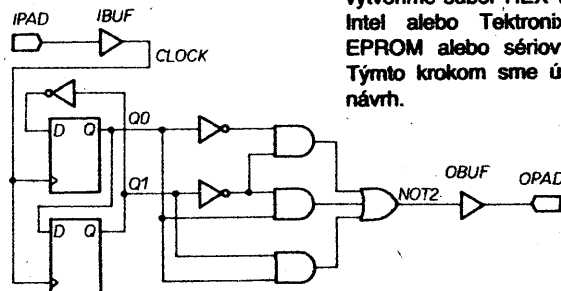 vytvoríme súbor HEX
Intel alebo Tektronix
EPROM alebo sériov
Týmto krokom sme ú
návrh.
IPAD
IBUF
CLOCK
D Q
Q0
Q1
D Q
NOT2
OBUF
OPAD